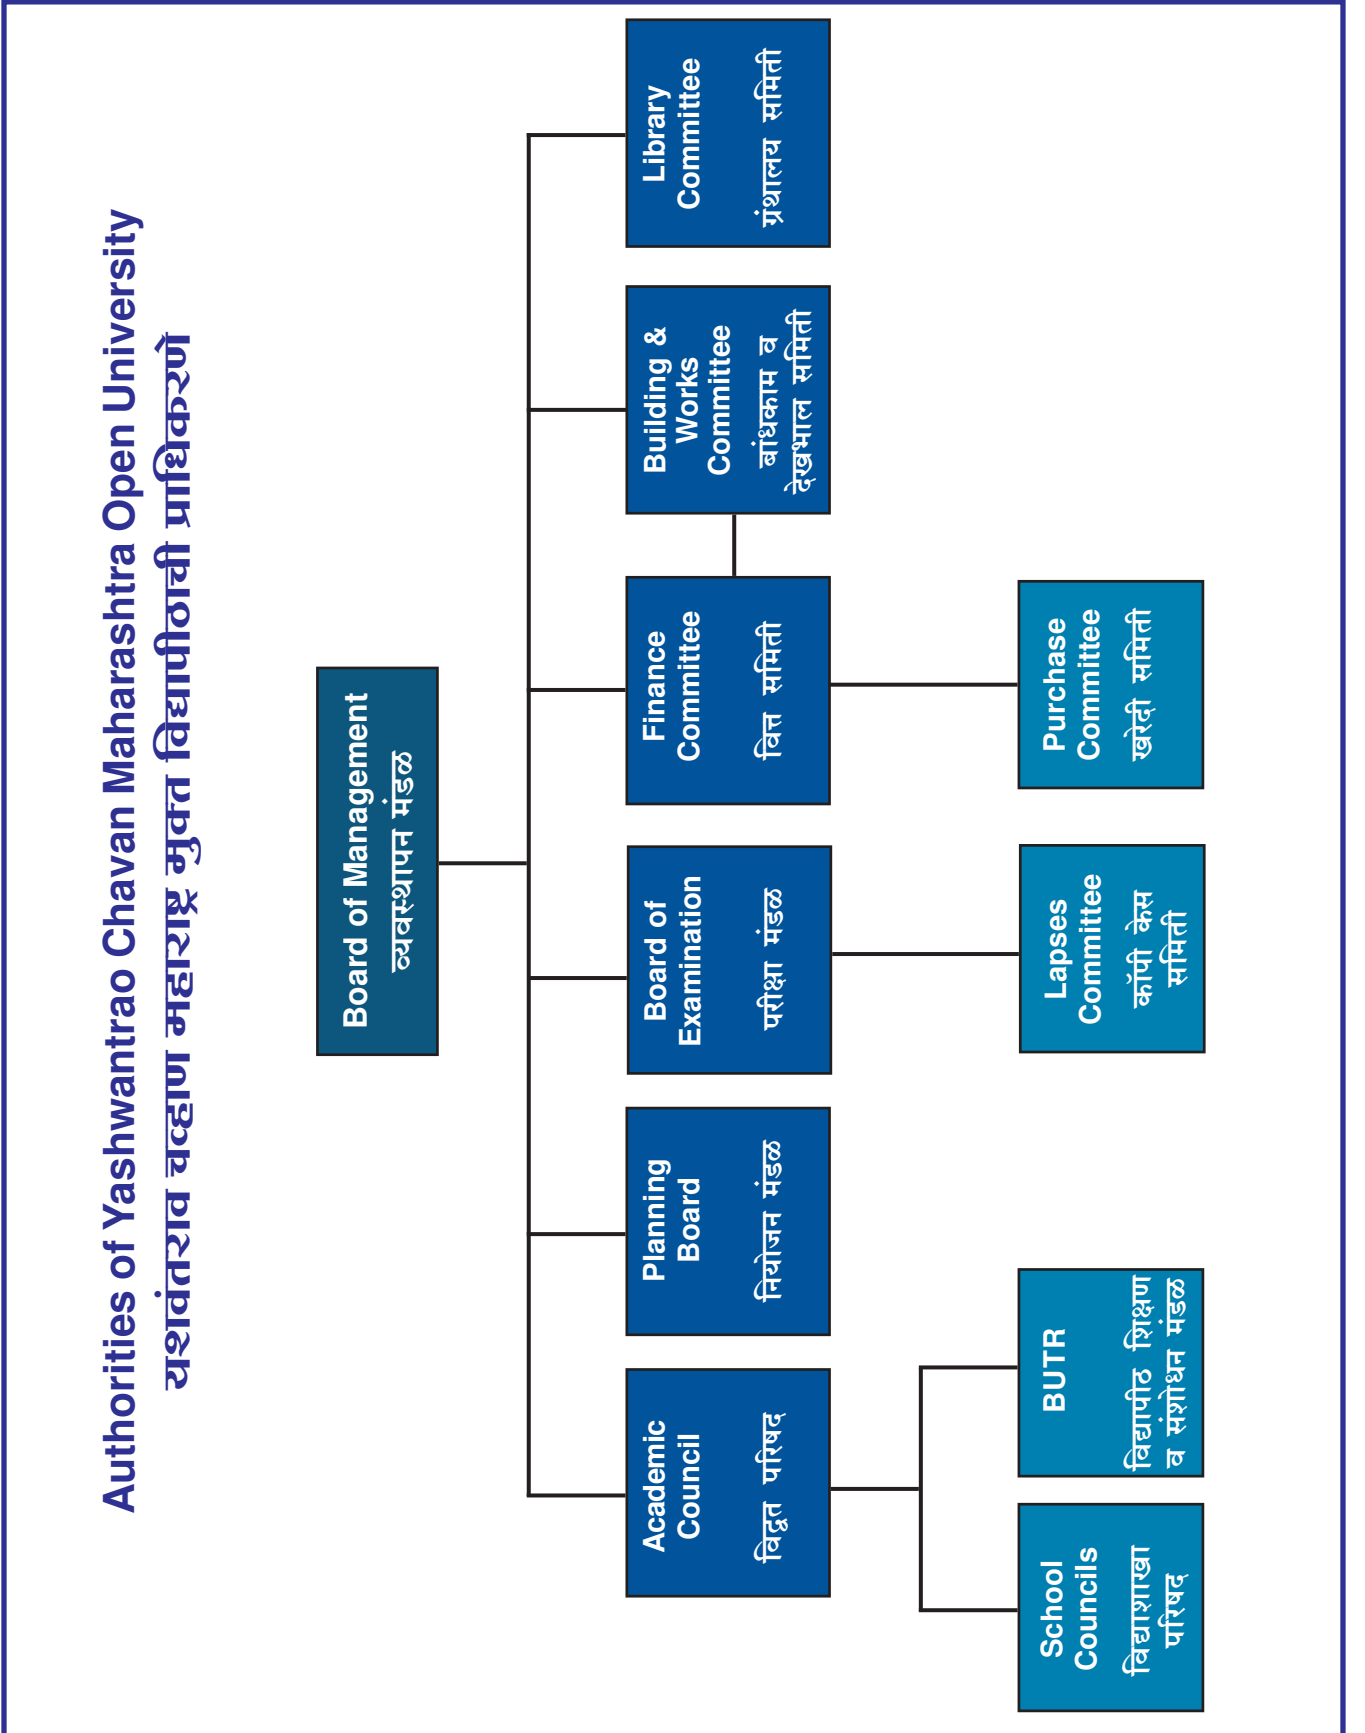 Authorities of Yashwantrao Chavan Maharashtra Open University
यशवंतराव चव्हाण महाराष्ट्र मुक्त विद्यापीठाची प्राधिकरणे
Board of Management
व्यवस्थापन मंडळ
Academic
Council
विद्वत परिषद
Planning
Board
नियोजन मंडळ
Board of
Examination
परीक्षा मंडळ
Finance
Committee
वित्त समिती
Building &
Works
Committee
बांधकाम व
देखभाल समिती
Library
Committee
ग्रंथालय समिती
School
Councils
विद्याशाखा
परिषद
BUTR
विद्यापीठ शिक्षण
व संशोधन मंडळ
Lapses
Committee
कॉपी केस
समिती
Purchase
Committee
खरेदी समिती